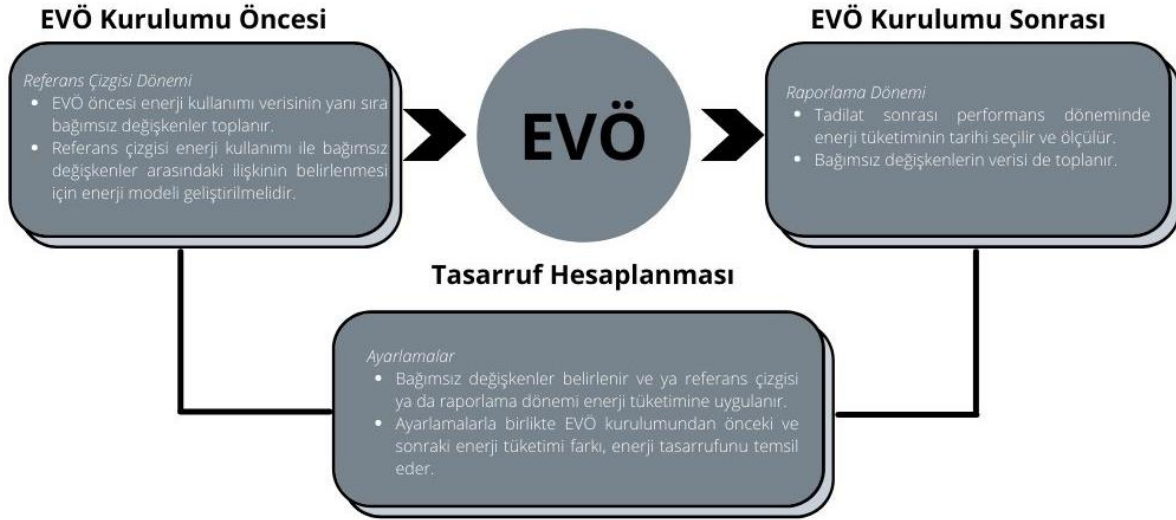 EVÖ Kurulumu Öncesi
Referans Çizgisi Dönemi
• EVÖ öncesi enerji kullanımı verisinin yanı sıra
bağımsız değişkenler toplanır.
• Referans çizgisi enerji kullanımı ile bağımsız
değişkenler arasındaki ilişkinin belirlenmesi
için enerji modeli geliştirilmelidir.
EVÖ
EVÖ Kurulumu Sonrası
Raporlama Dönemi
• Tadilat sonrası performans döneminde
enerji tüketiminin tarihi seçilir ve ölçülür.
• Bağımsız değişkenlerin verisi de toplanır.
Tasarruf Hesaplanması
Ayarlamalar
• Bağımsız değişkenler belirlenir ve ya referans çizgisi
ya da raporlama dönemi enerji tüketimine uygulanır.
• Ayarlamalarla birlikte EVÖ kurulumundan önceki ve
sonraki enerji tüketimi farkı, enerji tasarrufunu temsil
eder.